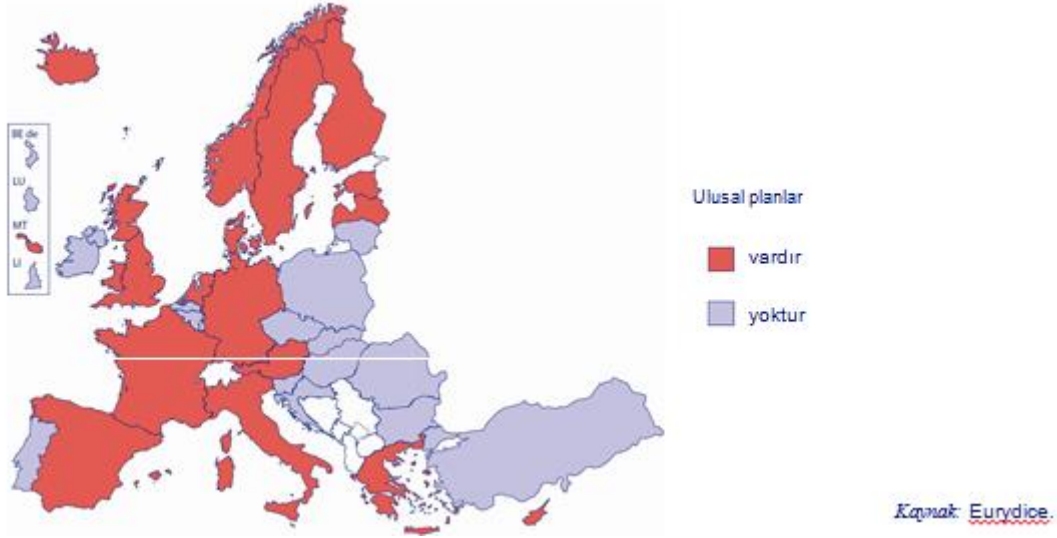 BE de
LU
MT
LI
Ulusal planlar
vardır
yoktur
Kaynak: Eurydice.